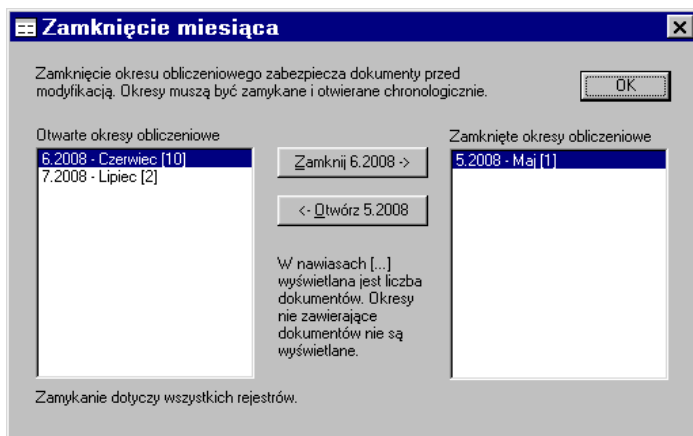 Zamknięcie miesiąca
Zamknięcie okresu obliczeniowego zabezpiecza dokumenty przed
modyfikacją. Okresy muszą być zamykane i otwierane chronologicznie.
OK
Otwarte okresy obliczeniowe
6.2008 - Czerwiec [10]
7.2008 - Lipiec [2]
Zamknij 6.2008 ->
<- Otwórz 5.2008
W nawiasach [...]
wyświetlana jest liczba
dokumentów. Okresy
nie zawierające
dokumentów nie są
wyświetlane.
Zamknięte okresy obliczeniowe
5.2008 - Maj [1]
Zamykanie dotyczy wszystkich rejestrów.